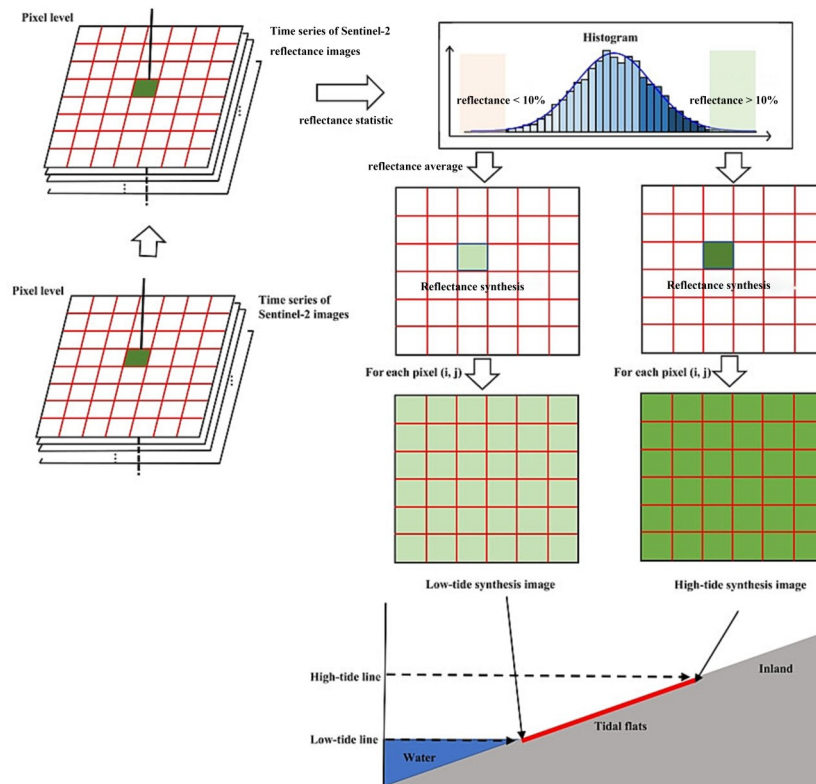 Pixel level
Time series of Sentinel-2
reflectance images
reflectance statistic
Histogram
reflectance < 10%
reflectance > 10%
reflectance average
Reflectance synthesis
Reflectance synthesis
Pixel level
Time series of
Sentinel-2 images
For each pixel (i, j)
For each pixel (i, j)
Low-tide synthesis image
High-tide synthesis image
High-tide line
Inland
Tidal flats
Low-tide line
Water